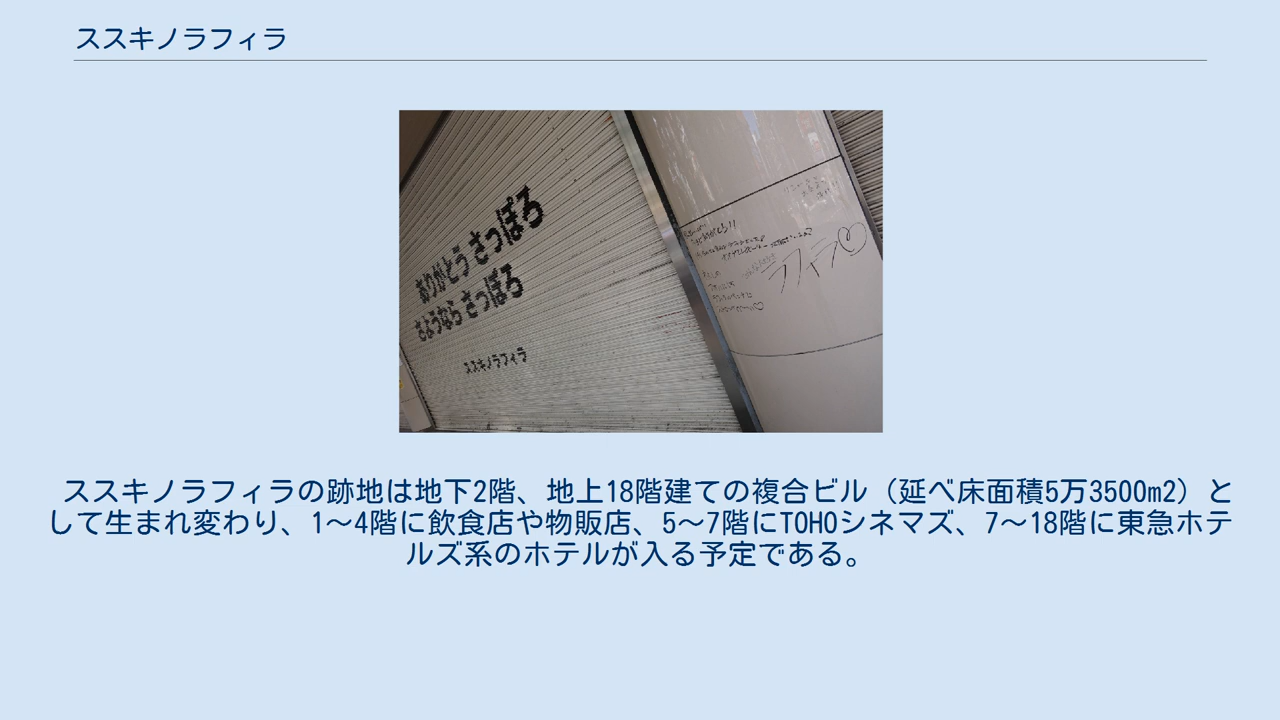 ススキノラフィラ
ありがとう さっぽろ
さようなら さっぽろ
ススキノラフィラ
ラフィラ
ススキノラフィラの跡地は地下2階、地上18階建ての複合ビル（延べ床面積5万3500m2）と
して生まれ変わり、1～4階に飲食店や物販店、5～7階にTOHOシネマズ、7～18階に東急ホテ
ルズ系のホテルが入る予定である。